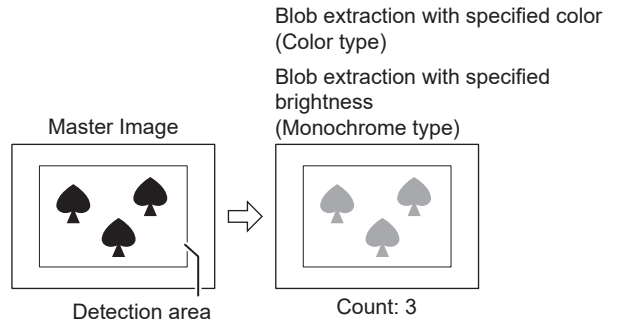 Blob extraction with specified color
(Color type)
Blob extraction with specified
brightness
(Monochrome type)
Master Image
Detection area
Count: 3